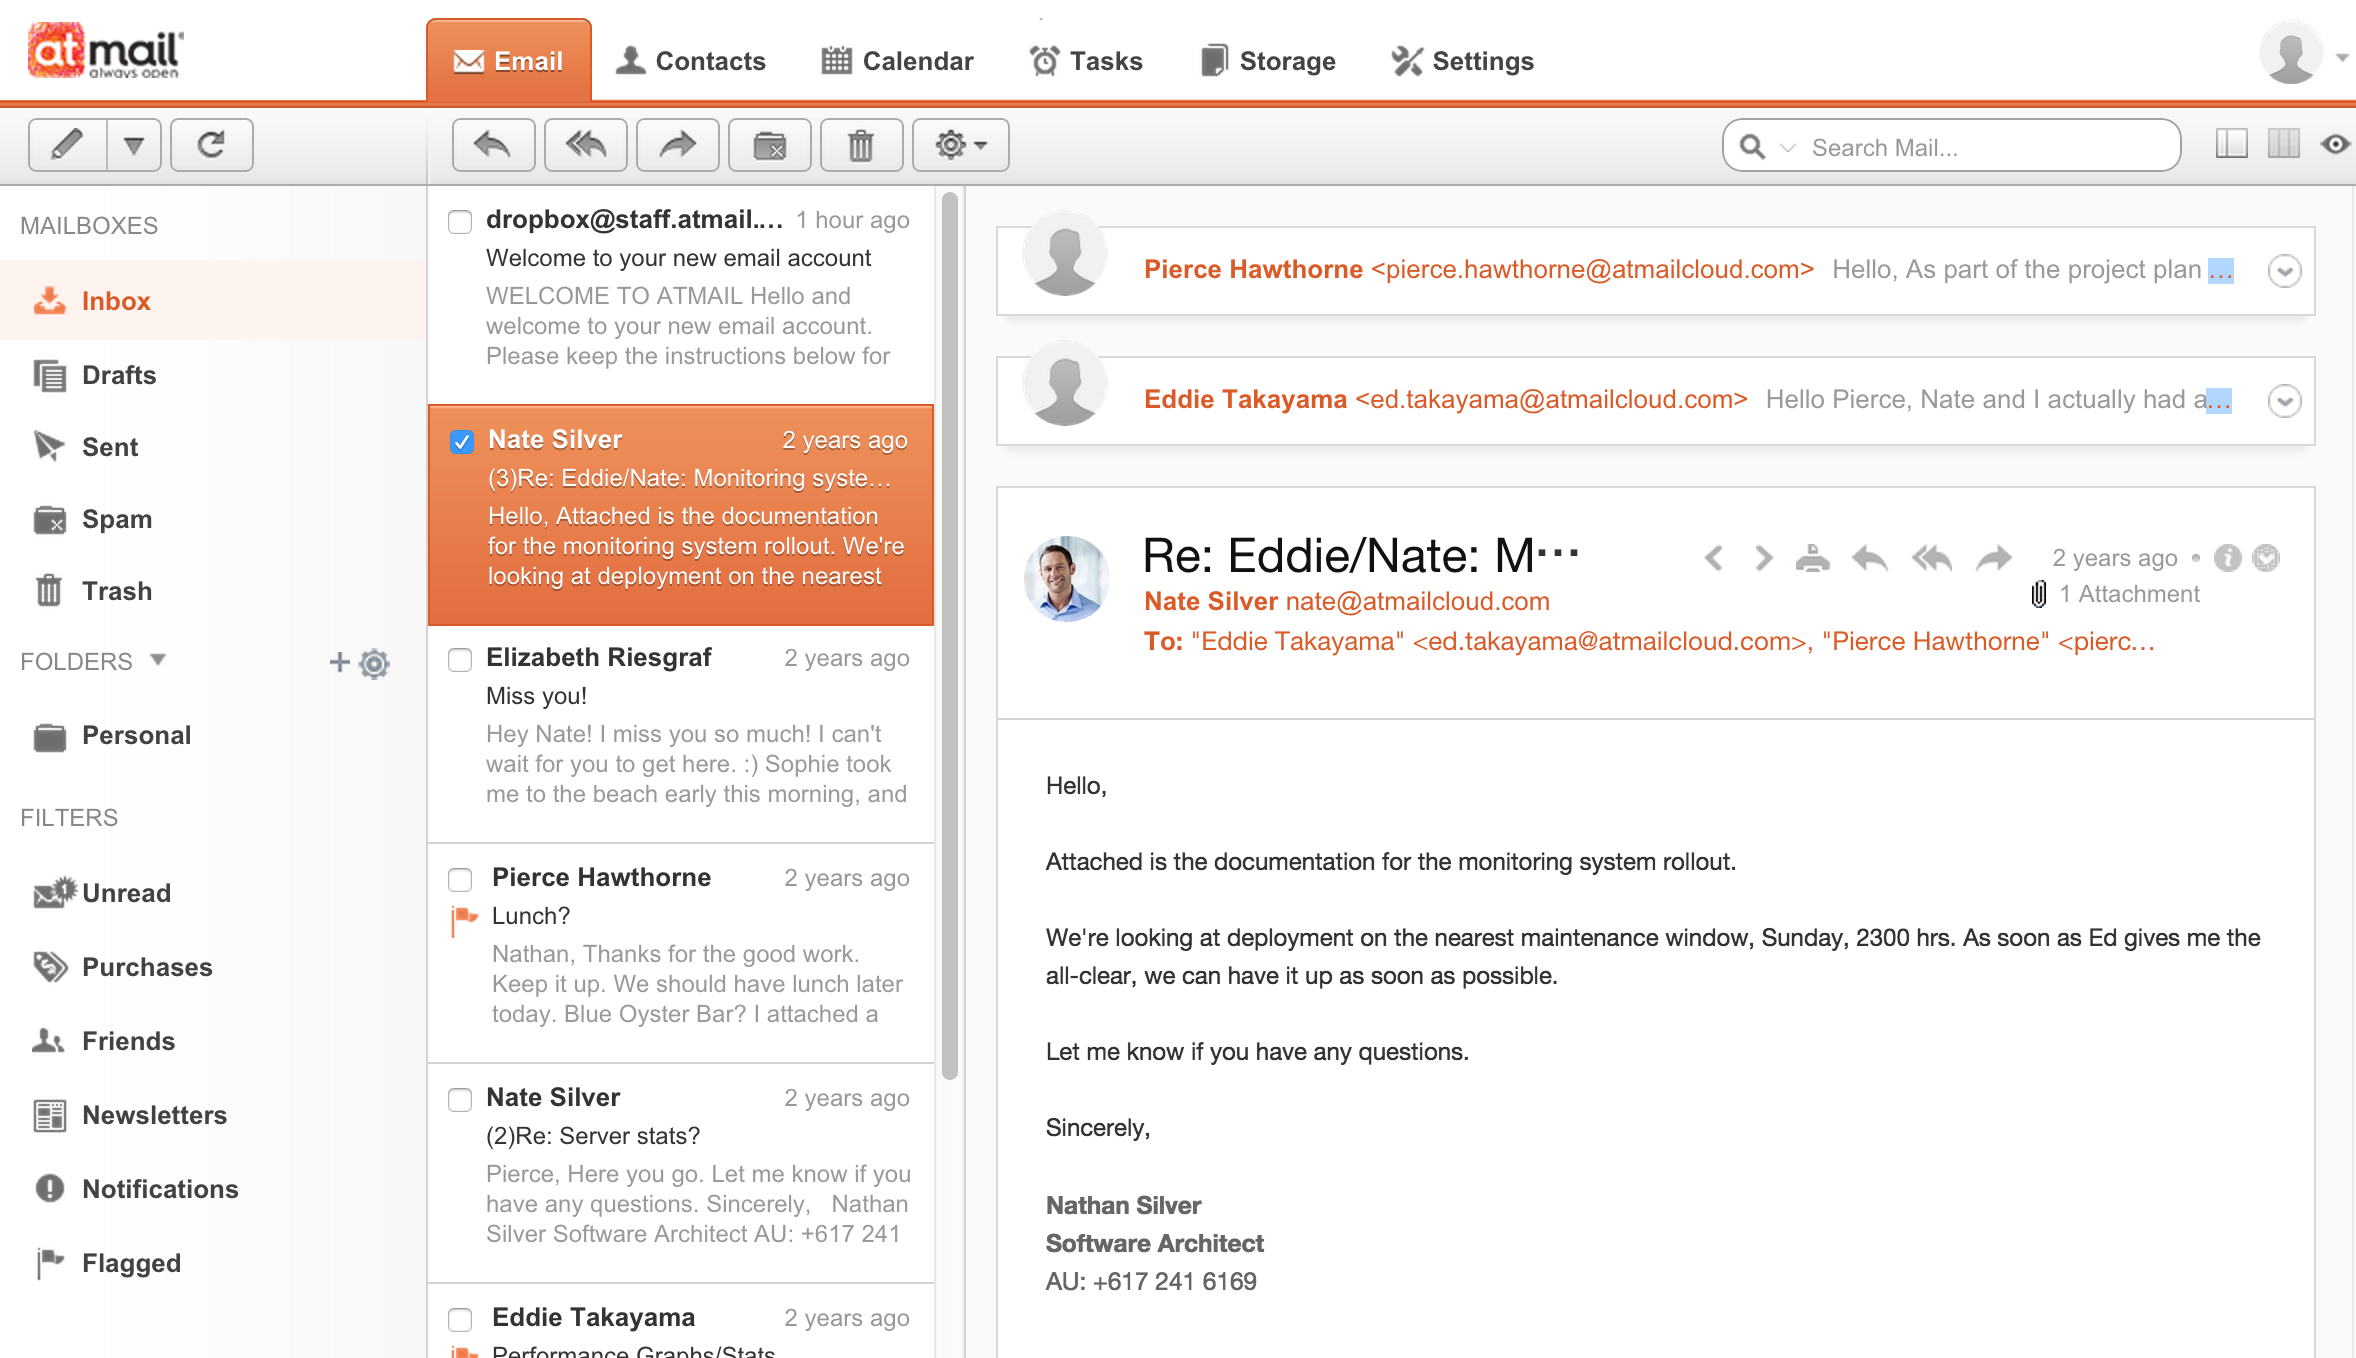 atmail
always open
Email
Contacts
Calendar
Tasks
Storage
Settings
Search Mail...
MAILBOXES
Inbox
Drafts
Sent
Spam
Trash
FOLDERS
Personal
FILTERS
Unread
Purchases
Friends
Newsletters
Notifications
Flagged
dropbox@staff.atmail.... 1 hour ago
Welcome to your new email account
WELCOME TO ATMAIL Hello and
welcome to your new email account.
Please keep the instructions below for
Nate Silver 2 years ago
(3)Re: Eddie/Nate: Monitoring syste...
Hello, Attached is the documentation
for the monitoring system rollout. We're
looking at deployment on the nearest
Elizabeth Riesgraf 2 years ago
Miss you!
Hey Nate! I miss you so much! I can't
wait for you to get here. :) Sophie took
me to the beach early this morning, and
Pierce Hawthorne 2 years ago
Lunch?
Nathan, Thanks for the good work.
Keep it up. We should have lunch later
today. Blue Oyster Bar? I attached a
Nate Silver 2 years ago
(2)Re: Server stats?
Pierce, Here you go. Let me know if you
have any questions. Sincerely, Nathan
Silver Software Architect AU: +617 241
Eddie Takayama 2 years ago
Performance Graphs/Stats
Pierce Hawthorne <pierce.hawthorne@atmailcloud.com> Hello, As part of the project plan ...
Eddie Takayama <ed.takayama@atmailcloud.com> Hello Pierce, Nate and I actually had a...
Re: Eddie/Nate: M...
2 years ago
Nate Silver nate@atmailcloud.com
1 Attachment
To: "Eddie Takayama" <ed.takayama@atmailcloud.com>, "Pierce Hawthorne" <pierc...
Hello,
Attached is the documentation for the monitoring system rollout.
We're looking at deployment on the nearest maintenance window, Sunday, 2300 hrs. As soon as Ed gives me the
all-clear, we can have it up as soon as possible.
Let me know if you have any questions.
Sincerely,
Nathan Silver
Software Architect
AU: +617 241 6169